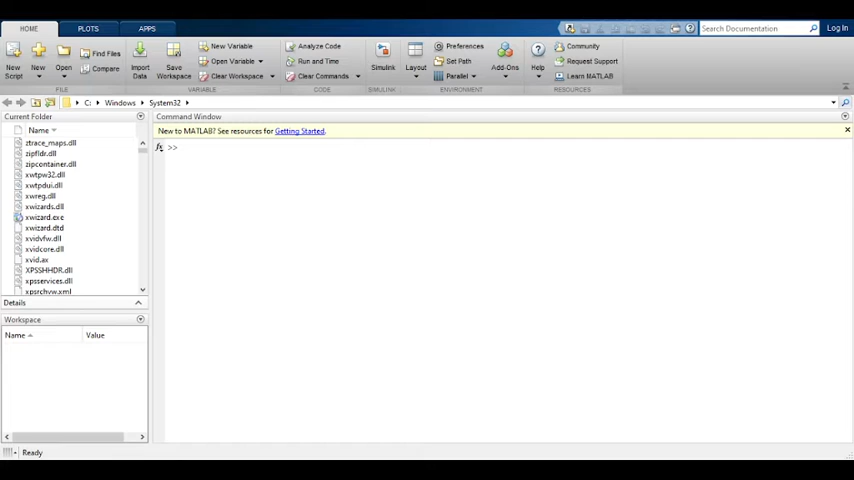 HOME PLOTS APPS Search Documentation Log In
New Script New Open Find Files Compare Import Data Save Workspace New Variable Open Variable Clear Workspace Analyze Code Run and Time Clear Commands Simulink Layout Preferences Set Path Parallel Add-Ons Help Community Request Support Learn MATLAB
FILE VARIABLE CODE SIMULINK ENVIRONMENT RESOURCES
C: Windows System32
Current Folder
Name
ztrace_maps.dll
zipfldr.dll
zipcontainer.dll
xwtpw32.dll
xwtpdui.dll
xwreg.dll
xwizards.dll
xwizard.exe
xwizard.dtd
xvidvfw.dll
xvidcore.dll
xvid.ax
XPSSHHDR.dll
xpsservices.dll
xpsrchvw.xml
Details
Workspace
Name Value
Command Window
New to MATLAB? See resources for Getting Started.
fx >>
Ready